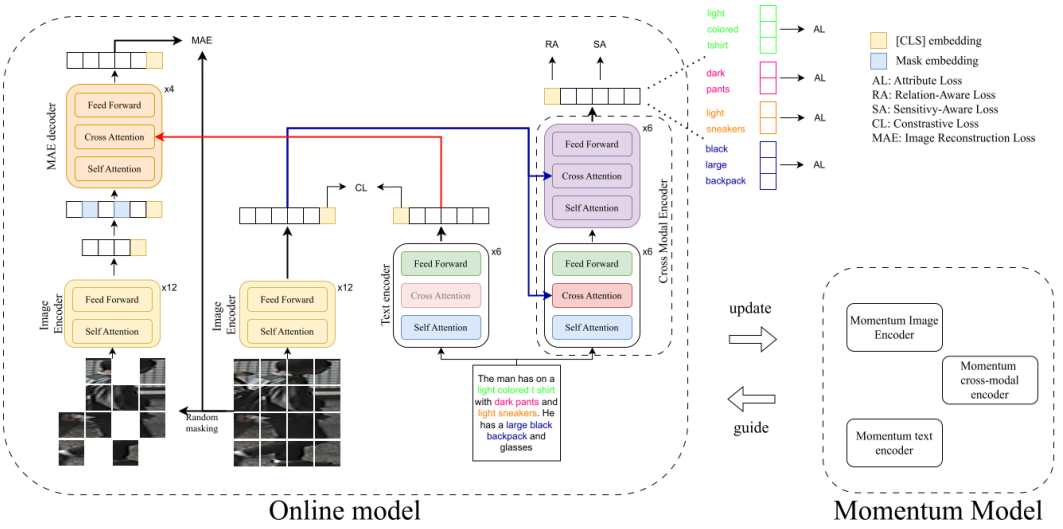 MAE
x4
Feed Forward
Cross Attention
Self Attention
MAE decoder
x12
Feed Forward
Self Attention
Image
Encoder
Random
masking
x12
Feed Forward
Self Attention
Image
Encoder
CL
x6
Feed Forward
Cross Attention
Self Attention
Text encoder
RA
SA
x6
Feed Forward
Cross Attention
Self Attention
x6
Feed Forward
Cross Attention
Self Attention
Cross Modal Encoder
The man has on a
light colored t shirt
with dark pants and
light sneakers. He
has a large black
backpack and
glasses
Online model
light
colored
tshirt
AL
dark
pants
AL
light
sneakers
AL
black
large
backpack
AL
[CLS] embedding
Mask embedding
AL: Attribute Loss
RA: Relation-Aware Loss
SA: Sensitivy-Aware Loss
CL: Constrastive Loss
MAE: Image Reconstruction Loss
update
guide
Momentum Image
Encoder
Momentum
cross-modal
encoder
Momentum text
encoder
Momentum Model